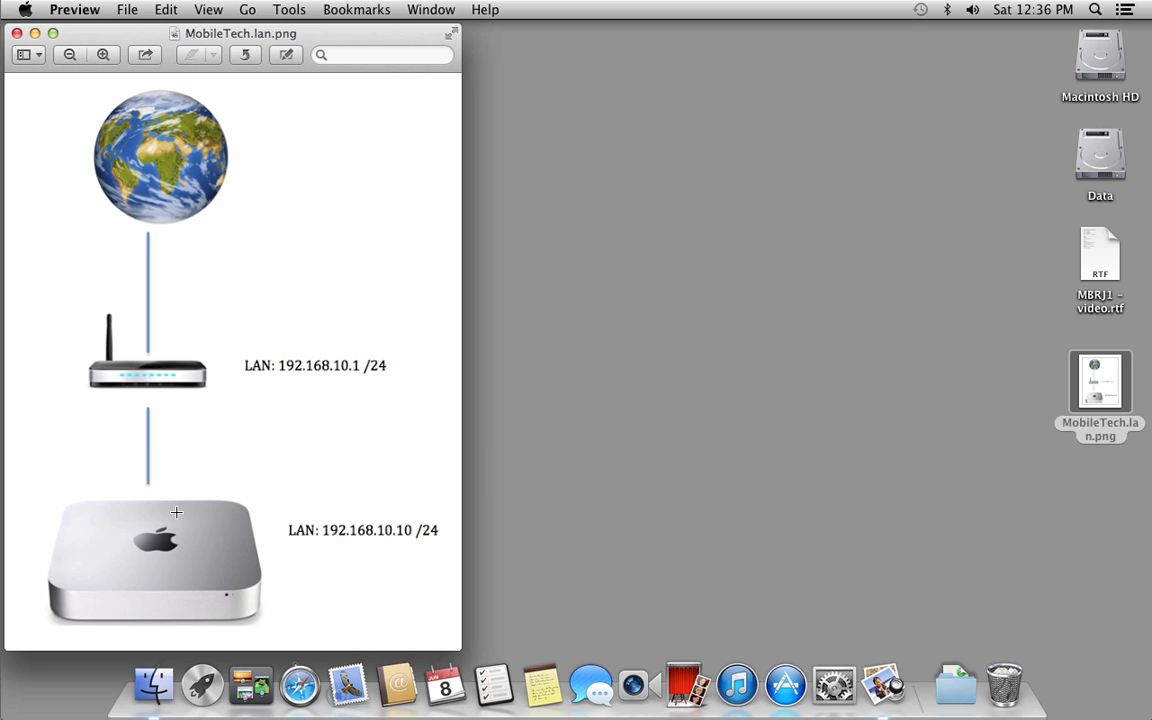 Preview File Edit View Go Tools Bookmarks Window Help Sat 12:36 PM
MobileTech.lan.png
LAN: 192.168.10.1 /24
LAN: 192.168.10.10 /24
Macintosh HD
Data
RTF
MBRJ1 -
video.rtf
MobileTech.la
n.png
JUN
8